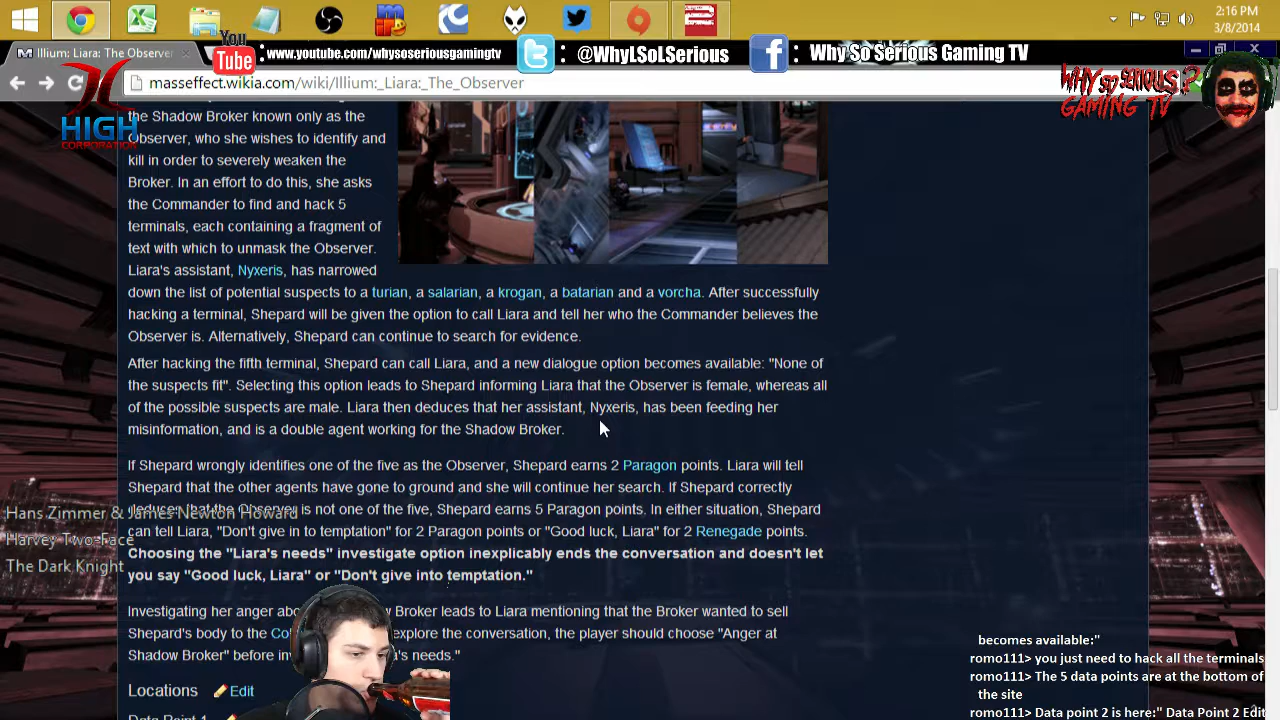 2:16 PM
3/8/2014
Illium: Liara: The Observer
You
Tube : www.youtube.com/whysoseriousgamingtv
: @WhyLSoLSerious
: Why So Serious Gaming TV
masseffect.wikia.com/wiki/Illium:_Liara:_The_Observer
WHY SO SERIOUS?
GAMING TV
HIGH
CORPORATION
the Shadow Broker known only as the
Observer, who she wishes to identify and
kill in order to severely weaken the
Broker. In an effort to do this, she asks
the Commander to find and hack 5
terminals, each containing a fragment of
text with which to unmask the Observer.
Liara's assistant, Nyxeris, has narrowed
down the list of potential suspects to a turian, a salarian, a krogan, a batarian and a vorcha. After successfully
hacking a terminal, Shepard will be given the option to call Liara and tell her who the Commander believes the
Observer is. Alternatively, Shepard can continue to search for evidence.
After hacking the fifth terminal, Shepard can call Liara, and a new dialogue option becomes available: "None of
the suspects fit". Selecting this option leads to Shepard informing Liara that the Observer is female, whereas all
of the possible suspects are male. Liara then deduces that her assistant, Nyxeris, has been feeding her
misinformation, and is a double agent working for the Shadow Broker.
If Shepard wrongly identifies one of the five as the Observer, Shepard earns 2 Paragon points. Liara will tell
Shepard that the other agents have gone to ground and she will continue her search. If Shepard correctly
deduces that the Observer is not one of the five, Shepard earns 5 Paragon points. In either situation, Shepard
can tell Liara, "Don't give in to temptation" for 2 Paragon points or "Good luck, Liara" for 2 Renegade points.
Choosing the "Liara's needs" investigate option inexplicably ends the conversation and doesn't let
you say "Good luck, Liara" or "Don't give into temptation."
Hans Zimmer & James Newton Howard
Harvey Two-Face
The Dark Knight
Investigating her anger Broker leads to Liara mentioning that the Broker wanted to sell
Shepard's body to the explore the conversation, the player should choose "Anger at
Shadow Broker" before needs."
Locations Edit
Data Point 1
becomes available:"
romo111> you just need to hack all the terminals
romo111> The 5 data points are at the bottom of
the site
romo111> Data point 2 is here:" Data Point 2 Edit